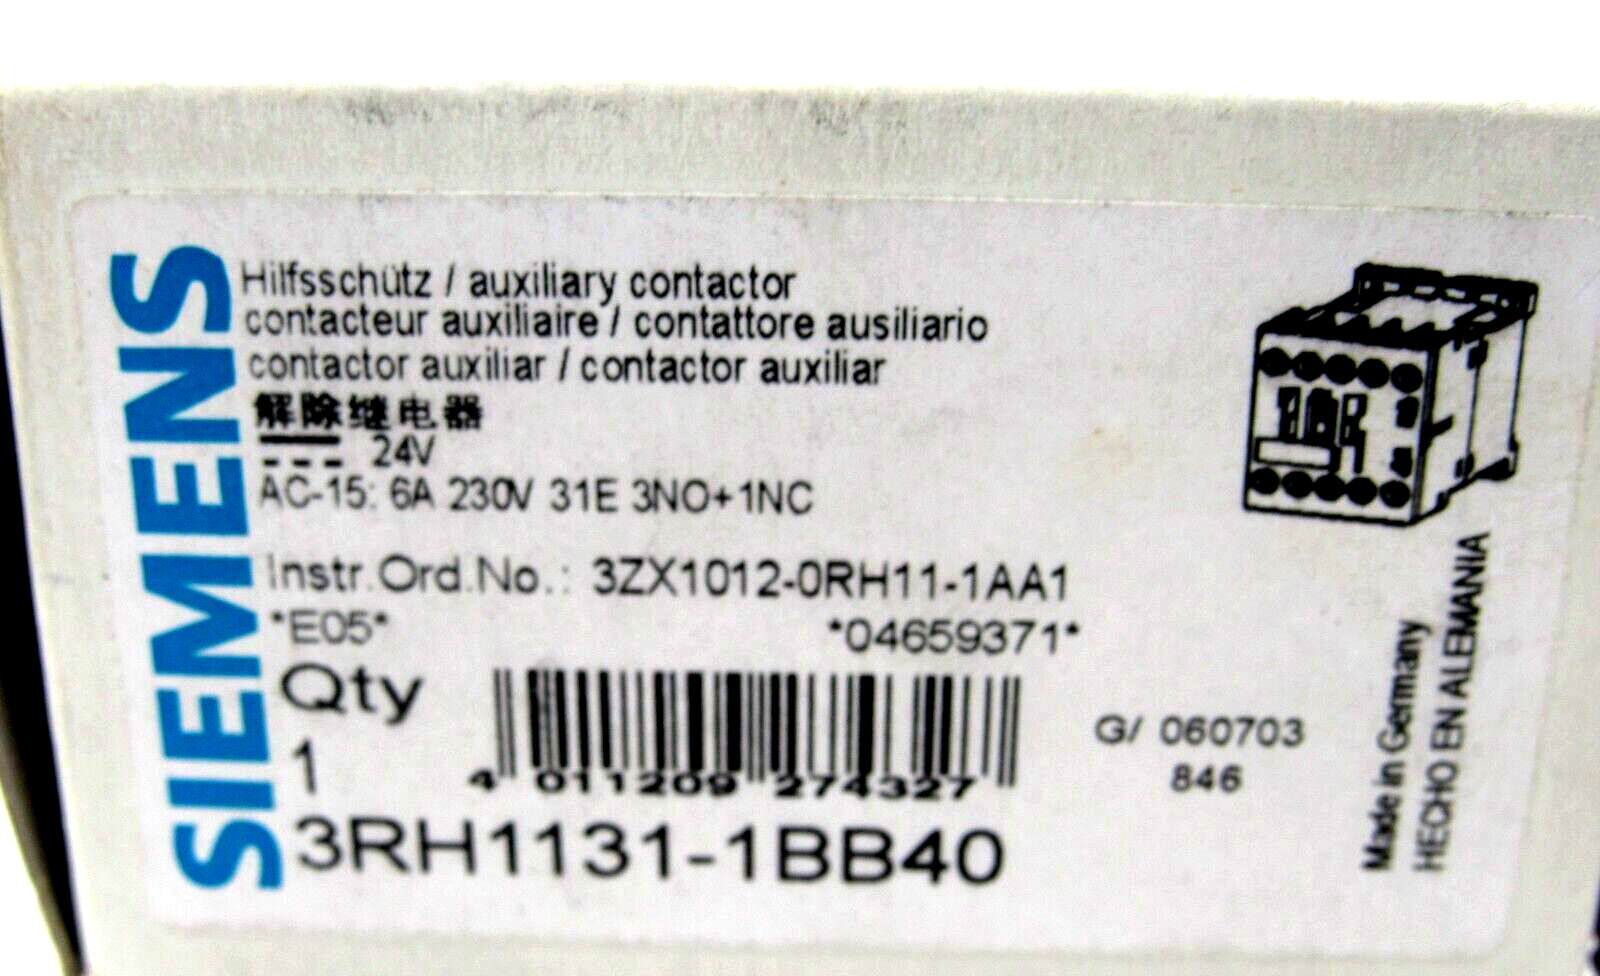 SIEMENS
Hilfsschütz / auxiliary contactor
contacteur auxiliaire / contattore ausiliario
contactor auxiliar / contactor auxiliar
解除继电器
24V
AC-15: 6A 230V 31E 3NO+1NC
Instr.Ord.No.: 3ZX1012-0RH11-1AA1
*E05* *04659371*
Qty
1
4 011209 274327
G/ 060703
846
3RH1131-1BB40
Made in Germany
HECHO EN ALEMANIA